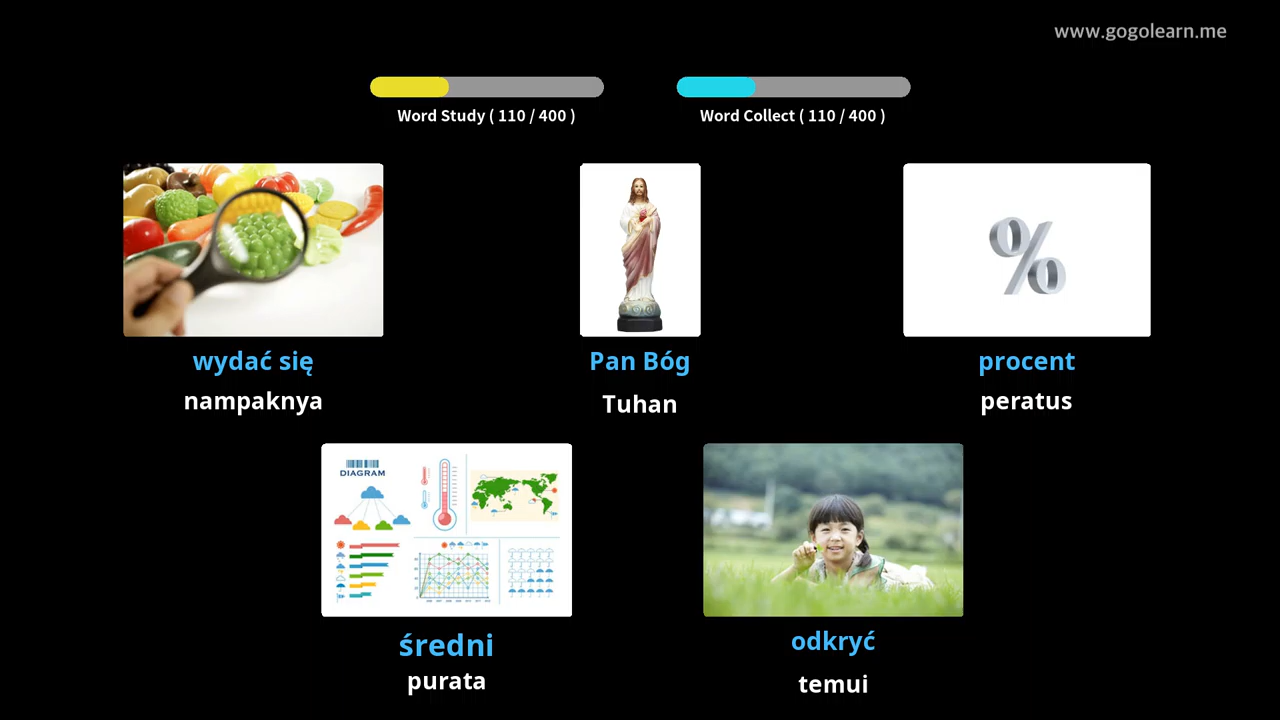 www.gogolearn.me
Word Study ( 110 / 400 )
Word Collect ( 110 / 400 )
wydać się
nampaknya
Pan Bóg
Tuhan
%
procent
peratus
DIAGRAM
średni
purata
odkryć
temui